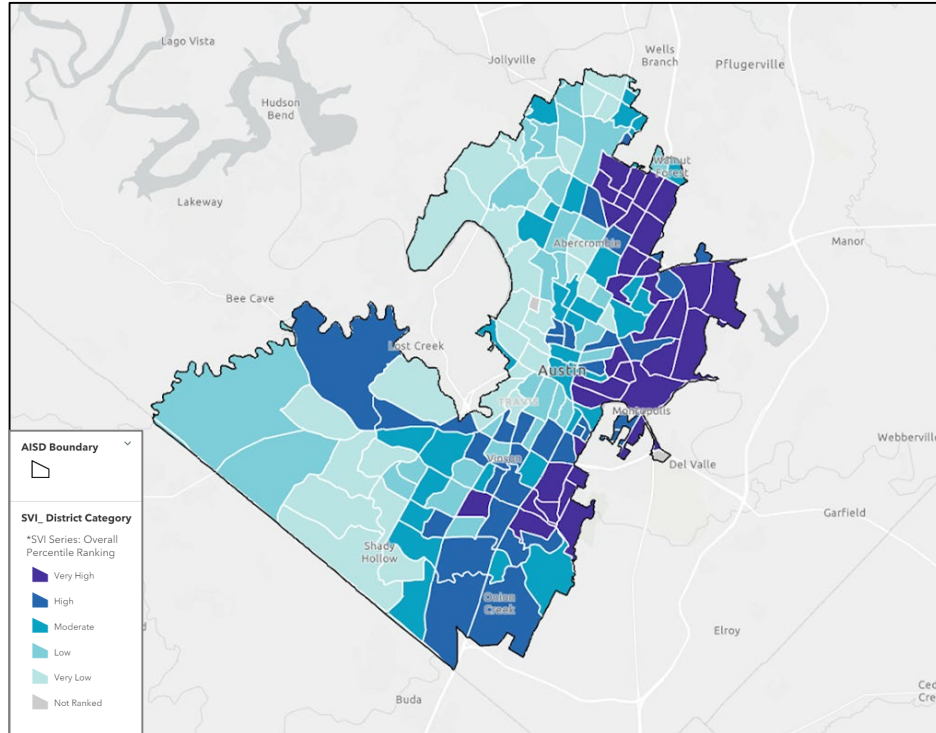 Lago Vista
Jollyville
Wells
Branch
Pflugerville
Hudson
Bend
Walnut
Forest
Lakeway
Abercrombie
Manor
Bee Cave
Lost Creek
Austin
TRAVIS
Montopolis
Webberville
Vinson
Del Valle
Garfield
Shady
Hollow
Onion
Creek
Elroy
Buda
Ced
Cre
AISD Boundary
SVI_ District Category
*SVI Series: Overall
Percentile Ranking
Very High
High
Moderate
Low
Very Low
Not Ranked